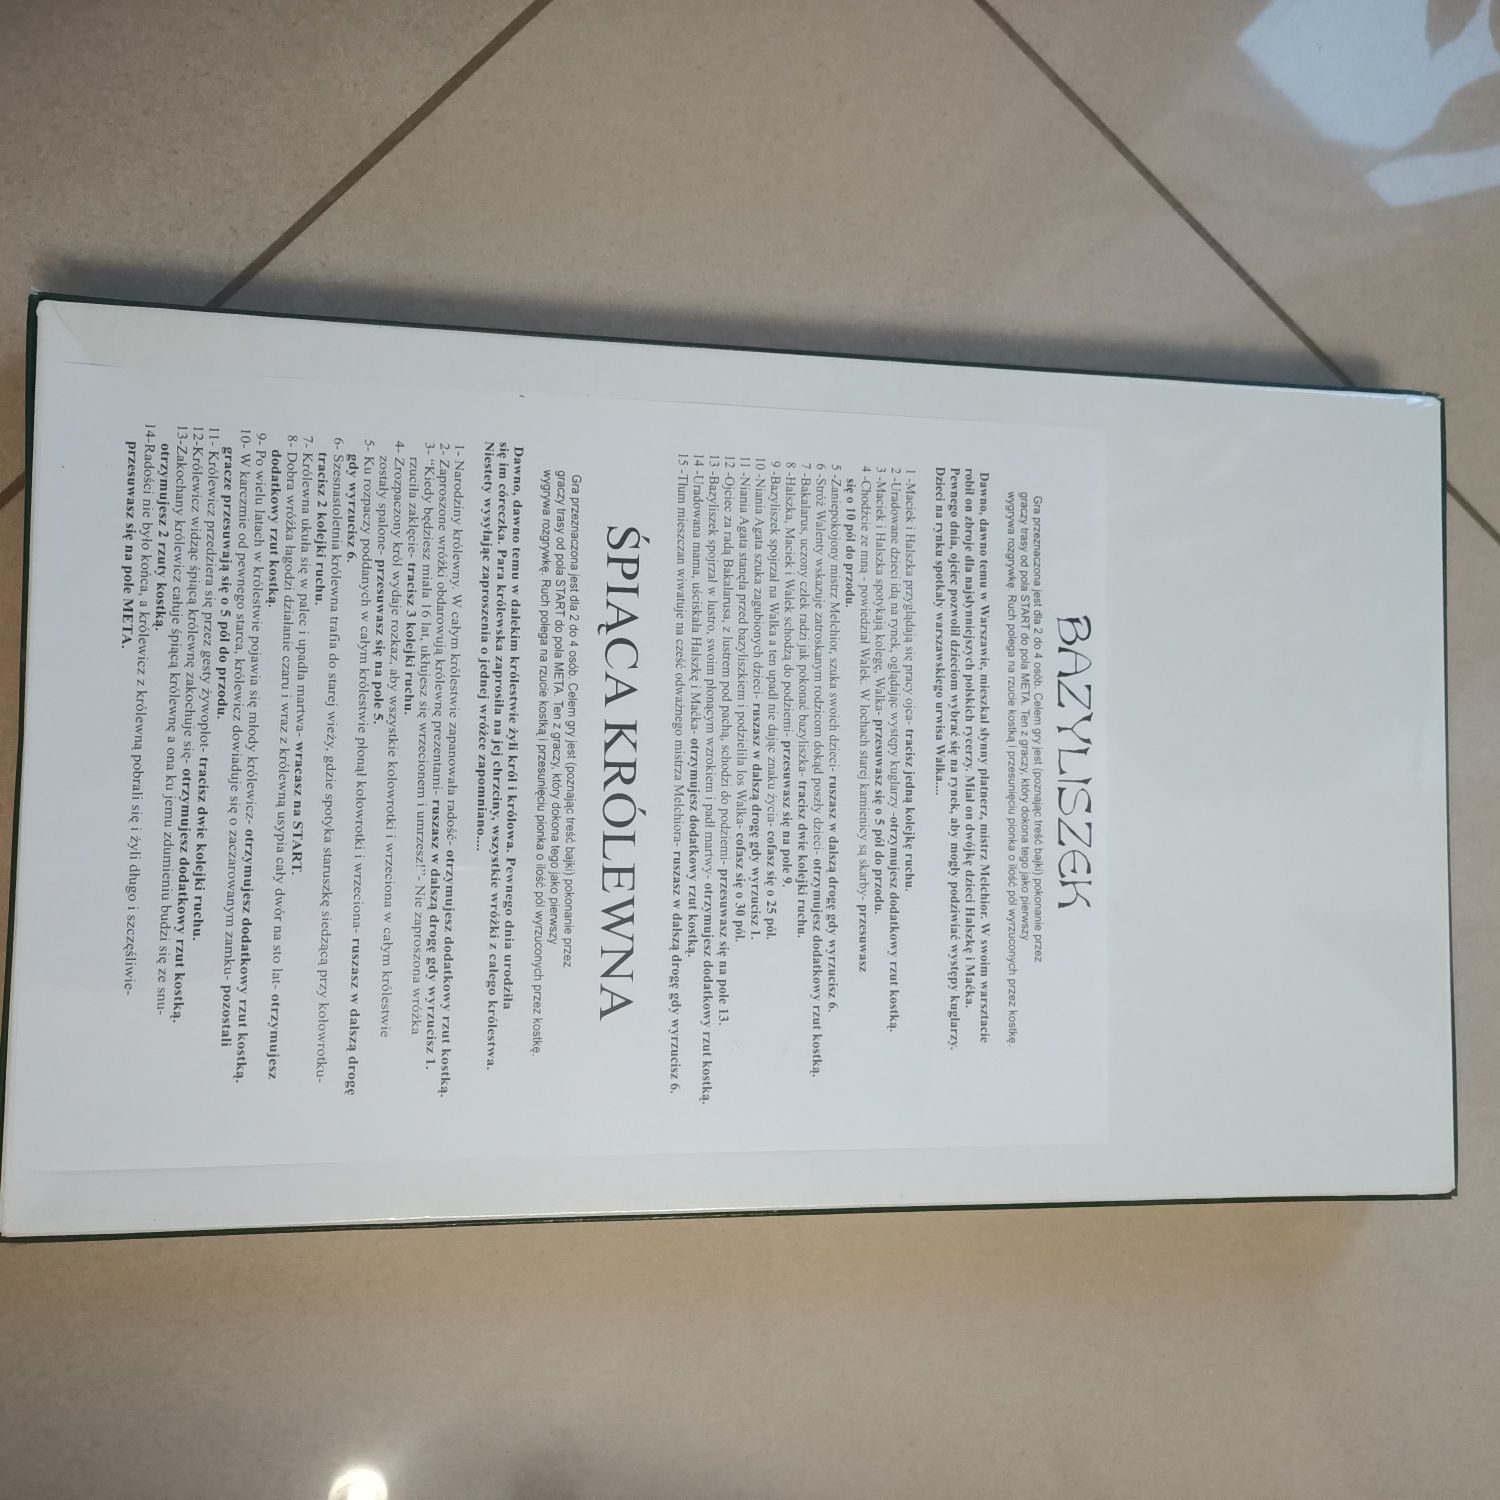 BAZYLISZEK
Gra przeznaczona jest dla 2 do 4 osób. Celem gry jest (poznając treść bajki) pokonanie przez
graczy trasy od pola START do pola META. Ten z graczy, który dokona tego jako pierwszy
wygrywa rozgrywkę. Ruch polega na rzucie kostką i przesunięciu pionka o ilość pól wyrzuconych przez kostkę.
Dawno, dawno temu w Warszawie, mieszkał słynny płatnerz, mistrz Melchior. W swoim warsztacie
robił on zbroje dla najsłynniejszych polskich rycerzy. Miał on dwójkę dzieci Halszkę i Maćka.
Pewnego dnia, ojciec pozwolił dzieciom wybrać się na rynek, aby mogły podziwiać występy kuglarzy.
Dzieci na rynku spotkały warszawskiego urwisa Walka....
1 -Maciek i Halszka przyglądają się pracy ojca- tracisz jedną kolejkę ruchu.
2 -Uradowane dzieci idą na rynek, oglądając występy kuglarzy -otrzymujesz dodatkowy rzut kostką.
3 -Maciek i Halszka spotykają kolegę, Walka- przesuwasz się o 5 pól do przodu.
4 -Chodźcie ze mną - powiedział Walek. W lochach starej kamienicy są skarby- przesuwasz
się o 10 pól do przodu.
5 -Zaniepokojony mistrz Melchior, szuka swoich dzieci- ruszasz w dalszą drogę gdy wyrzucisz 6.
6 -Stróż Walenty wskazuje zatroskanym rodzicom dokąd poszły dzieci- otrzymujesz dodatkowy rzut kostką.
7 -Bakalarus, uczony człek radzi jak pokonać bazyliszka- tracisz dwie kolejki ruchu.
8 -Halszka, Maciek i Walek schodzą do podziemi- przesuwasz się na pole 9.
9 -Bazyliszek spojrzał na Walka a ten upadł nie dając znaku życia- cofasz się o 25 pól.
10 -Niania Agata szuka zagubionych dzieci- ruszasz w dalszą drogę gdy wyrzucisz 1.
11 -Niania Agata stanęła przed bazyliszkiem i podzieliła los Walka- cofasz się o 30 pól.
12 -Ojciec za radą Bakalarusa, z lustrem pod pachą, schodzi do podziemi- przesuwasz się na pole 13.
13 -Bazyliszek spojrzał w lustro, swoim płonącym wzrokiem i padł martwy- otrzymujesz dodatkowy rzut kostką.
14 -Uradowana mama, uściskała Halszkę i Maćka- otrzymujesz dodatkowy rzut kostką.
15 -Tłum mieszczan wiwatuje na cześć odważnego mistrza Melchiora- ruszasz w dalszą drogę gdy wyrzucisz 6.
ŚPIĄCA KRÓLEWNA
Gra przeznaczona jest dla 2 do 4 osób. Celem gry jest (poznając treść bajki) pokonanie przez
graczy trasy od pola START do pola META. Ten z graczy, który dokona tego jako pierwszy
wygrywa rozgrywkę. Ruch polega na rzucie kostką i przesunięciu pionka o ilość pól wyrzuconych przez kostkę.
Dawno, dawno temu w dalekim królestwie żyli król i królowa. Pewnego dnia urodziła
się im córeczka. Para królewska zaprosiła na jej chrzciny, wszystkie wróżki z całego królestwa.
Niestety wysyłając zaproszenia o jednej wróżce zapomniano....
1- Narodziny królewny. W całym królestwie zapanowała radość- otrzymujesz dodatkowy rzut kostką.
2- Zaproszone wróżki obdarowują królewnę prezentami- ruszasz w dalszą drogę gdy wyrzucisz 1.
3- "Kiedy będziesz miała 16 lat, ukłujesz się wrzecionem i umrzesz!"- Nie zaproszona wróżka
rzuciła zaklęcie- tracisz 3 kolejki ruchu.
4- Zrozpaczony król wydaje rozkaz, aby wszystkie kołowrotki i wrzeciona w całym królestwie
zostały spalone- przesuwasz się na pole 5.
5- Ku rozpaczy poddanych w całym królestwie płonął kołowrotki i wrzeciona- ruszasz w dalszą drogę
gdy wyrzucisz 6.
6- Szesnastoletnia królewna trafia do starej wieży, gdzie spotyka staruszkę siedzącą przy kołowrotku-
tracisz 2 kolejki ruchu.
7- Królewna ukuła się w palec i upadła martwa- wracasz na START.
8- Dobra wróżka łagodzi działanie czaru i wraz z królewną usypia cały dwór na sto lat- otrzymujesz
dodatkowy rzut kostką.
9- Po wielu latach w królestwie pojawia się młody królewicz- otrzymujesz dodatkowy rzut kostką.
10- W karczmie od pewnego starca, królewicz dowiaduje się o zaczarowanym zamku- pozostali
gracze przesuwają się o 5 pól do przodu.
11- Królewicz przedziera się przez gęsty żywopłot- tracisz dwie kolejki ruchu.
12-Królewicz widząc śpiącą królewnę zakochuje się- otrzymujesz dodatkowy rzut kostką.
13-Zakochany królewicz całuje śpiącą królewnę a ona ku jemu zdumieniu budzi się ze snu-
otrzymujesz 2 rzuty kostką.
14-Radości nie było końca, a królewicz z królewną pobrali się i żyli długo i szczęśliwie-
przesuwasz się na pole META.